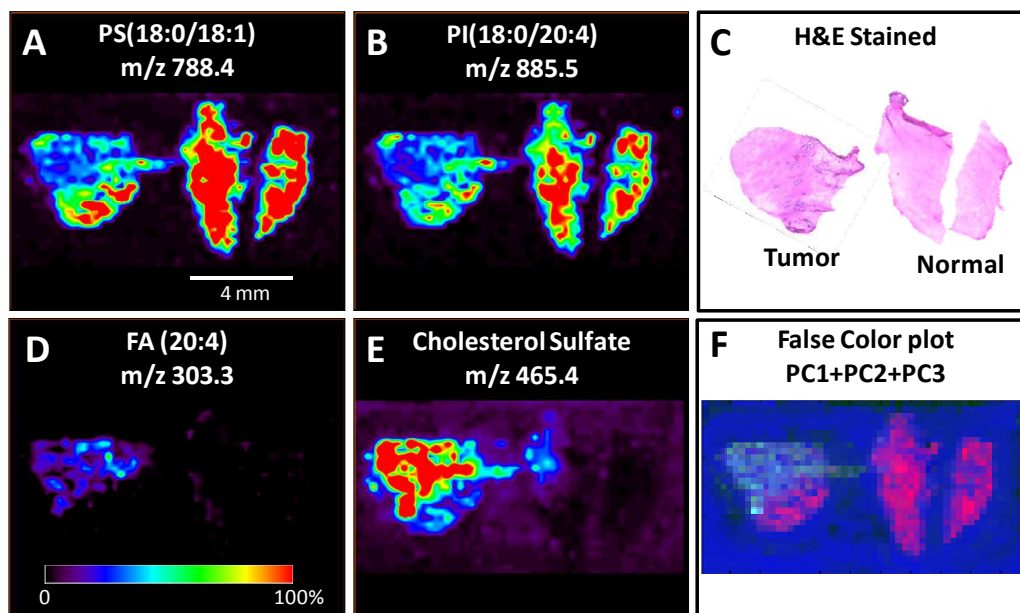 A
PS(18:0/18:1)
m/z 788.4
4 mm
B
PI(18:0/20:4)
m/z 885.5
C
H&E Stained
Tumor
Normal
D
FA (20:4)
m/z 303.3
0
100%
E
Cholesterol Sulfate
m/z 465.4
F
False Color plot
PC1+PC2+PC3